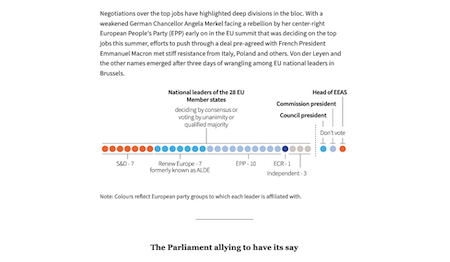 Negotiations over the top jobs have highlighted deep divisions in the bloc. With a
weakened German Chancellor Angela Merkel facing a rebellion by her center-right
European People's Party (EPP) early on in the EU summit that was deciding on the top
jobs this summer, efforts to push through a deal pre-agreed with French President
Emmanuel Macron met stiff resistance from Italy, Poland and others. Von der Leyen and
the other names emerged after three days of wrangling among EU national leaders in
Brussels.
National leaders of the 28 EU
Member states
deciding by consensus or
voting by unanimity or
qualified majority
Head of EEAS
Commission president
Council president
Don't vote
S&D - 7
Renew Europe - 7
formerly known as ALDE
EPP - 10
ECR - 1
Independent - 3
Note: Colours reflect European party groups to which each leader is affiliated with.
The Parliament allying to have its say